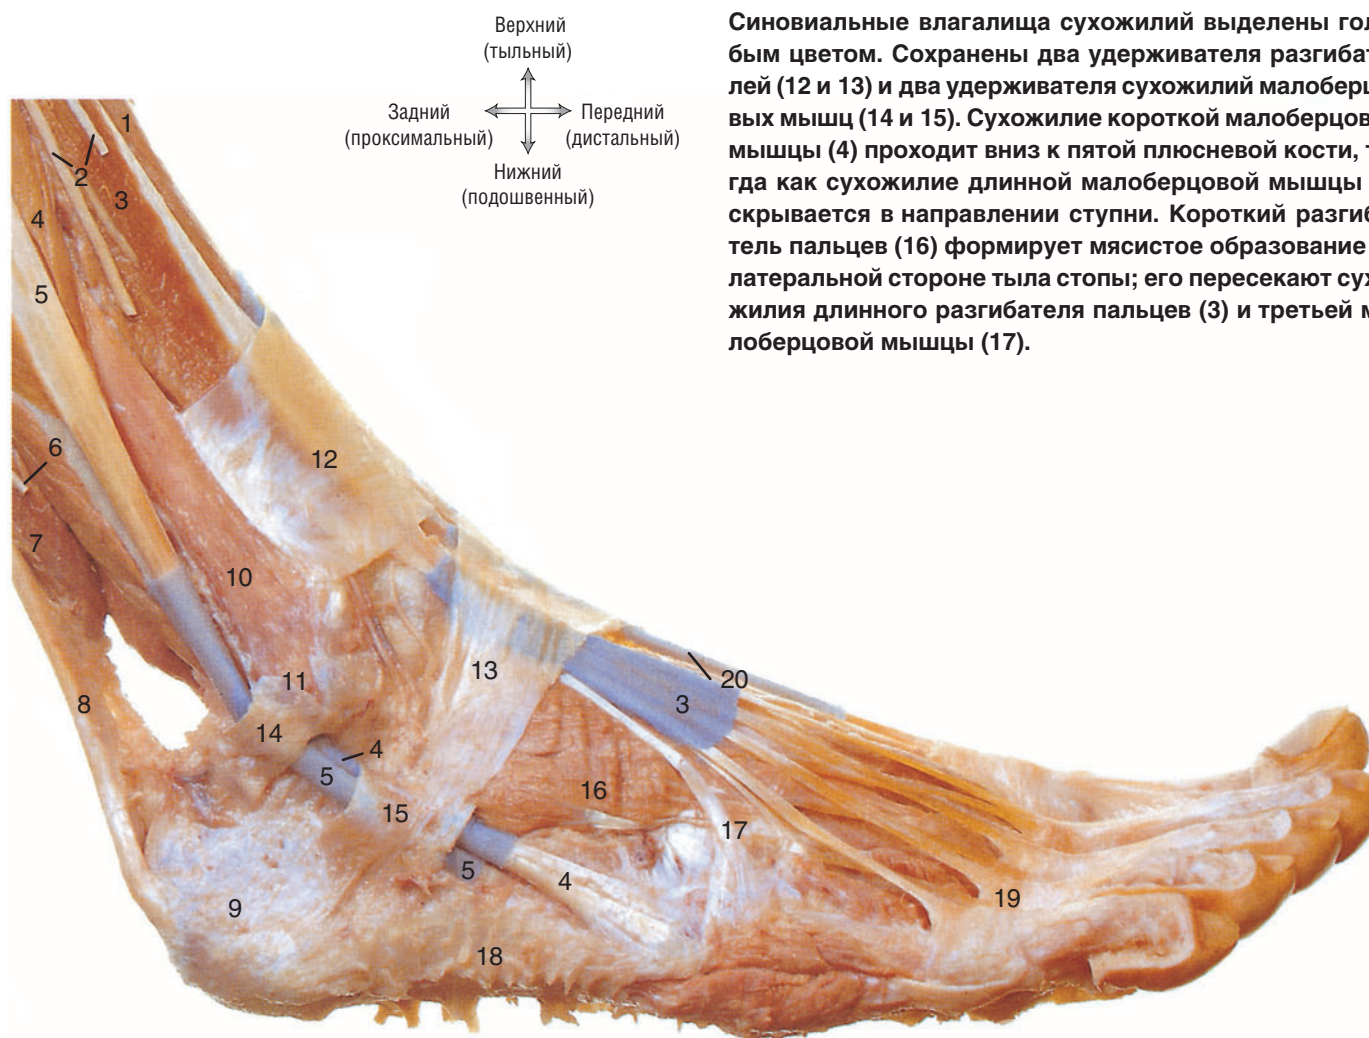 Верхний
(тыльный)
Задний
(проксимальный)
Передний
(дистальный)
Нижний
(подошвенный)
Синовиальные влагалища сухожилий выделены гол
бым цветом. Сохранены два удерживателя разгибат
лей (12 и 13) и два удерживателя сухожилий малоберц
вых мышц (14 и 15). Сухожилие короткой малоберцов
мышцы (4) проходит вниз к пятой плюсневой кости, т
гда как сухожилие длинной малоберцовой мышцы
скрывается в направлении ступни. Короткий разгиб
тель пальцев (16) формирует мясистое образование
латеральной стороне тыла стопы; его пересекают сух
жилия длинного разгибателя пальцев (3) и третьей м
лоберцовой мышцы (17).
1
2
3
4
5
6
12
7
10
13
11
20
8
3
14
4
5
16
15
17
5
4
19
9
18